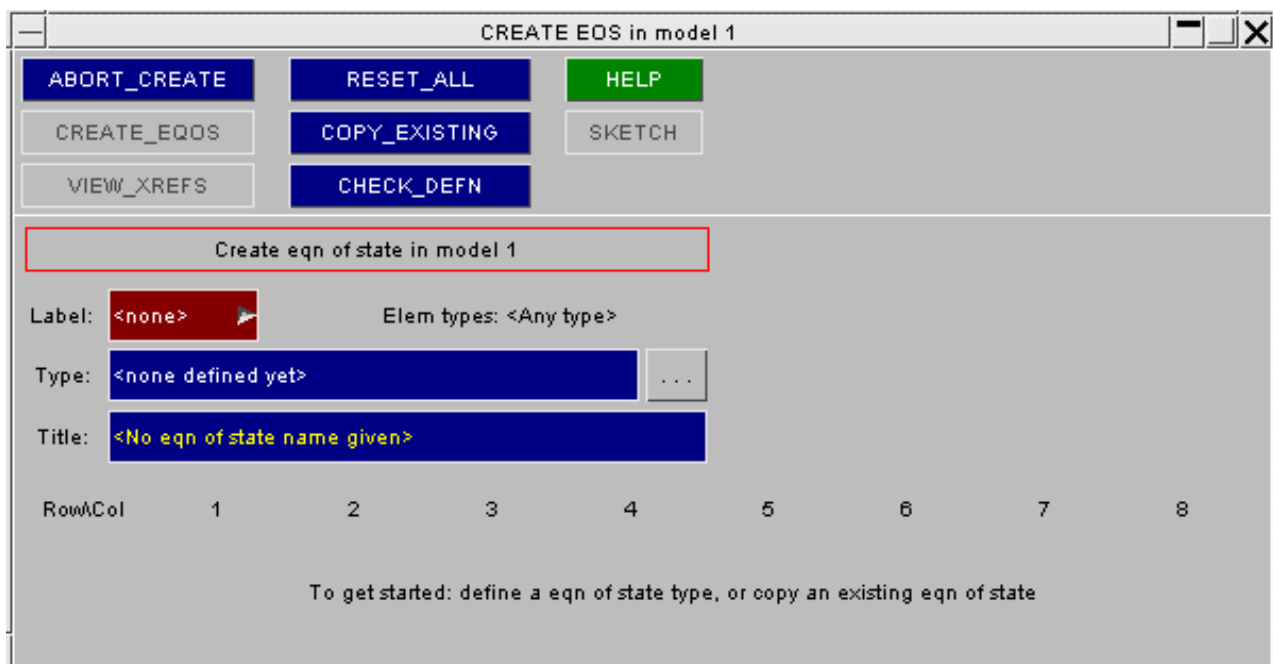 CREATE EOS in model 1
ABORT_CREATE RESET_ALL HELP
CREATE_EQOS COPY_EXISTING SKETCH
VIEW_XREFS CHECK_DEFN
Create eqn of state in model 1
Label: <none> Elem types: <Any type>
Type: <none defined yet> ...
Title: <No eqn of state name given>
Row\Col 1 2 3 4 5 6 7 8
To get started: define a eqn of state type, or copy an existing eqn of state